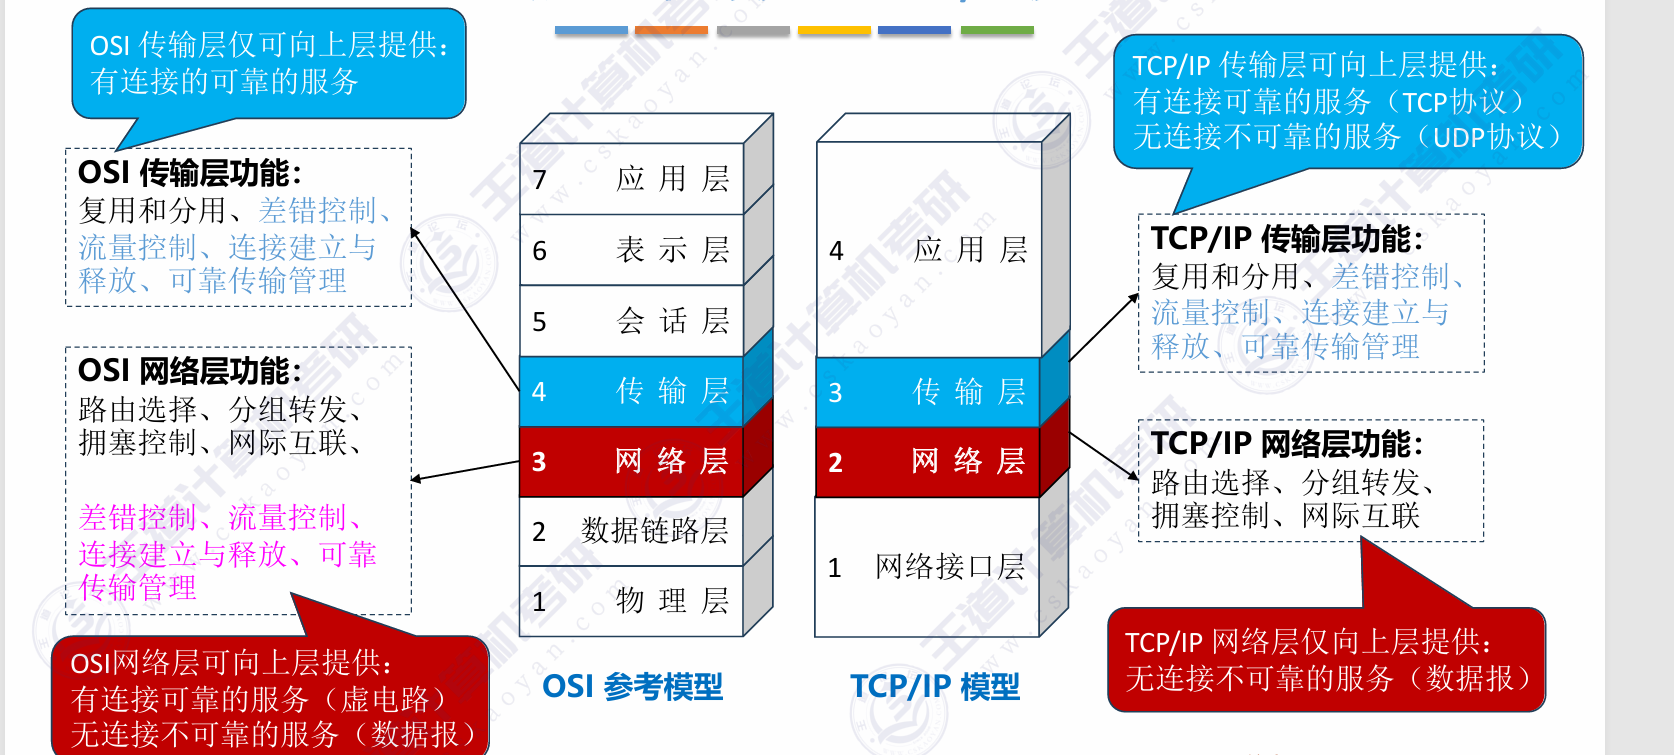 OSI 传输层仅可向上层提供：
有连接的可靠的服务
OSI 传输层功能：
复用和分用、差错控制、
流量控制、连接建立与
释放、可靠传输管理
OSI 网络层功能：
路由选择、分组转发、
拥塞控制、网际互联、
差错控制、流量控制、
连接建立与释放、可靠
传输管理
OSI网络层可向上层提供：
有连接可靠的服务（虚电路）
无连接不可靠的服务（数据报）
7 应用层
6 表示层
5 会话层
4 传输层
3 网络层
2 数据链路层
1 物理层
OSI 参考模型
4 应用层
3 传输层
2 网络层
1 网络接口层
TCP/IP 模型
TCP/IP 传输层可向上层提供：
有连接可靠的服务（TCP协议）
无连接不可靠的服务（UDP协议）
TCP/IP 传输层功能：
复用和分用、差错控制、
流量控制、连接建立与
释放、可靠传输管理
TCP/IP 网络层功能：
路由选择、分组转发、
拥塞控制、网际互联
TCP/IP 网络层仅向上层提供：
无连接不可靠的服务（数据报）
王道计算机考研
www.cskaoyan.com